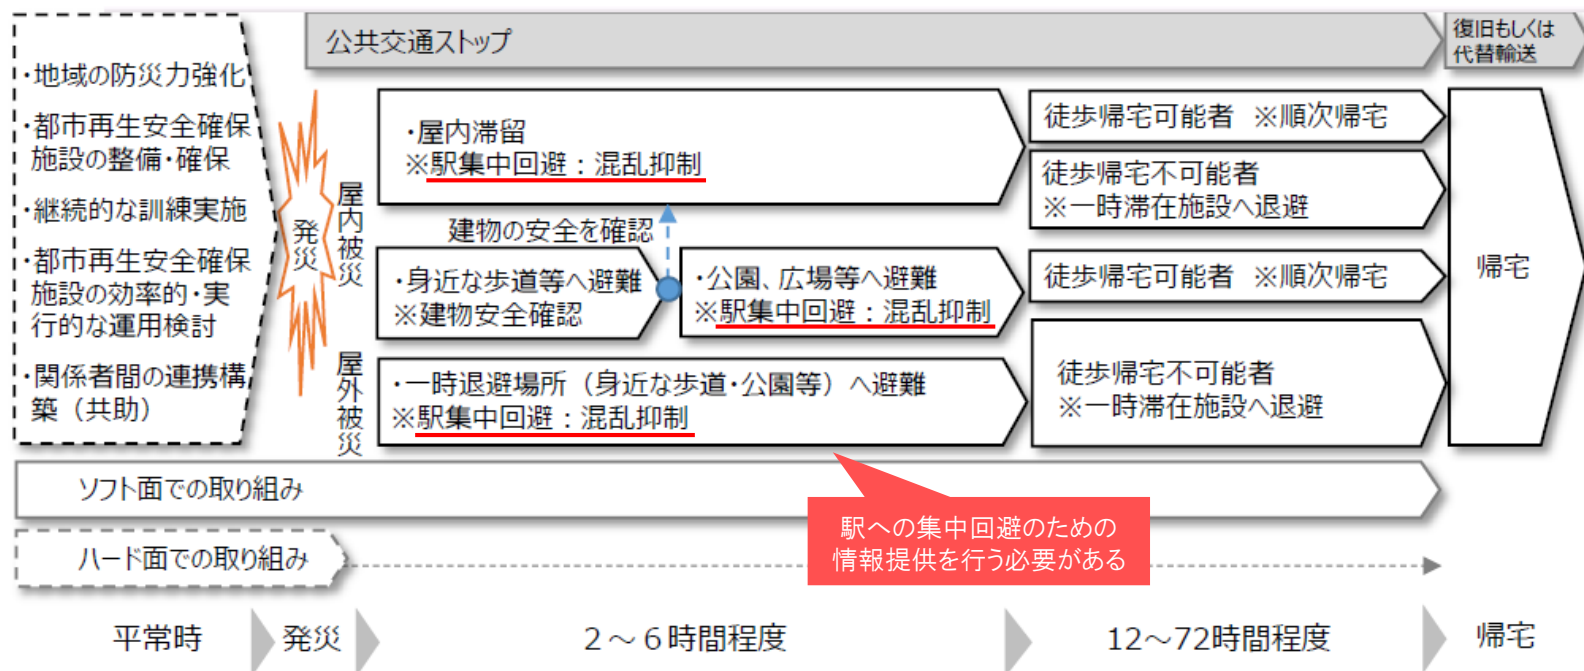 公共交通ストップ
復旧もしくは
代替輸送
・地域の防災力強化
・都市再生安全確保
施設の整備・確保
・継続的な訓練実施
・都市再生安全確保
施設の効率的・実
行的な運用検討
・関係者間の連携構
築（共助）
発災
屋内被災
・屋内滞留
※駅集中回避：混乱抑制
建物の安全を確認
・身近な歩道等へ避難
※建物安全確認
・公園、広場等へ避難
※駅集中回避：混乱抑制
屋外被災
・一時退避場所（身近な歩道・公園等）へ避難
※駅集中回避：混乱抑制
徒歩帰宅可能者　※順次帰宅
徒歩帰宅不可能者
※一時滞在施設へ退避
徒歩帰宅可能者　※順次帰宅
徒歩帰宅不可能者
※一時滞在施設へ退避
帰宅
ソフト面での取り組み
駅への集中回避のための
情報提供を行う必要がある
ハード面での取り組み
平常時
発災
２～６時間程度
12～72時間程度
帰宅